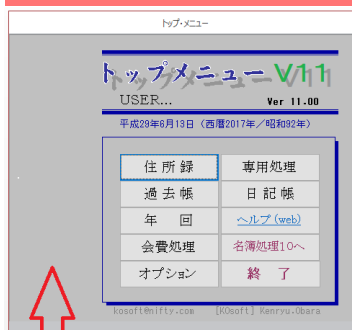 トップ・メニュー
トップメニュー V11
USER... Ver 11.00
平成29年6月13日（西暦2017年／昭和92年）
住所録 専用処理
過去帳 日記帳
年　回 ヘルプ(web)
会費処理 名簿処理10へ
オプション 終　了
kosoft@nifty.com [KOsoft] Kenryu.Obara